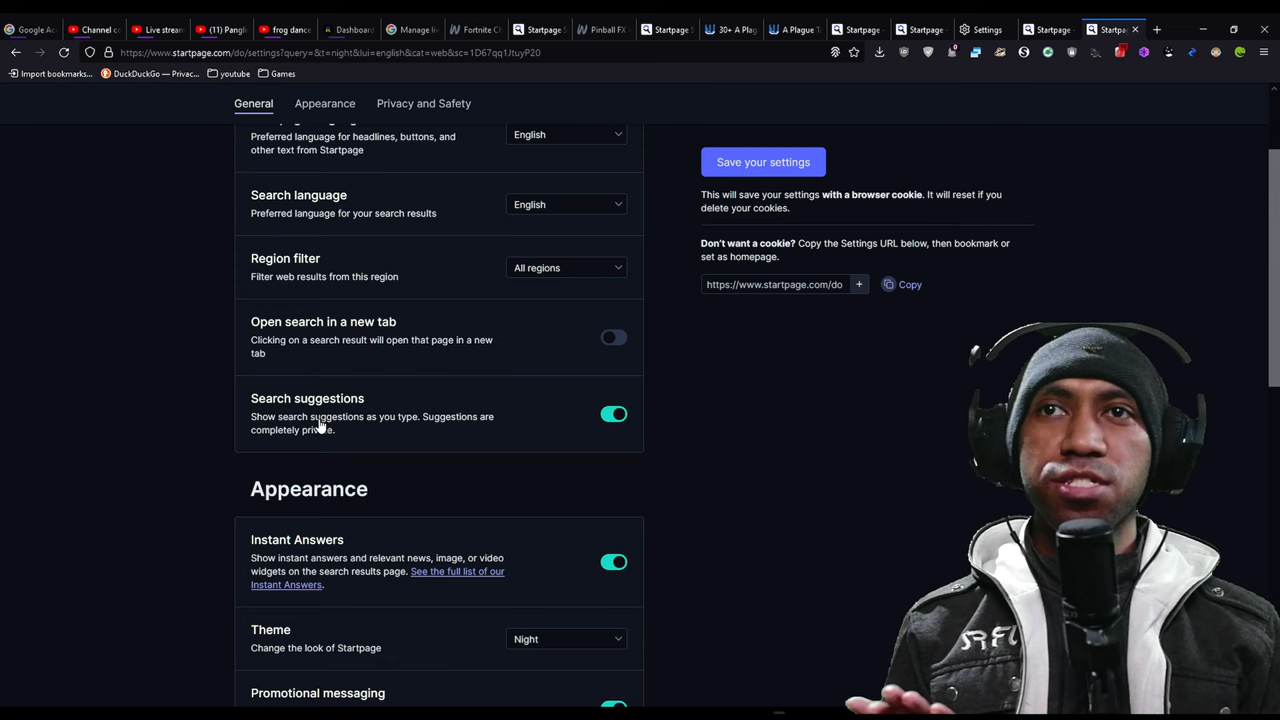 Google Ac
Channel c
Live strean
(11) Pangli
frog danc
Dashboard
Manage li
Fortnite Ch
Startpage S
Pinball FX
Startpage S
30+ A Plag
A Plague Ta
Startpage -
Startpage -
Settings
Startpage -
Startpag
https://www.startpage.com/do/settings?query=&t=night&lui=english&cat=web&sc=1D67qq1JtuyP20
Import bookmarks...
DuckDuckGo — Privac...
youtube
Games
General
Appearance
Privacy and Safety
Preferred language for headlines, buttons, and
other text from Startpage
English
Search language
Preferred language for your search results
English
Region filter
Filter web results from this region
All regions
Open search in a new tab
Clicking on a search result will open that page in a new
tab
Search suggestions
Show search suggestions as you type. Suggestions are
completely private.
Save your settings
This will save your settings with a browser cookie. It will reset if you
delete your cookies.
Don't want a cookie? Copy the Settings URL below, then bookmark or
set as homepage.
https://www.startpage.com/do
+
Copy
Appearance
Instant Answers
Show instant answers and relevant news, image, or video
widgets on the search results page. See the full list of our
Instant Answers.
Theme
Change the look of Startpage
Night
Promotional messaging